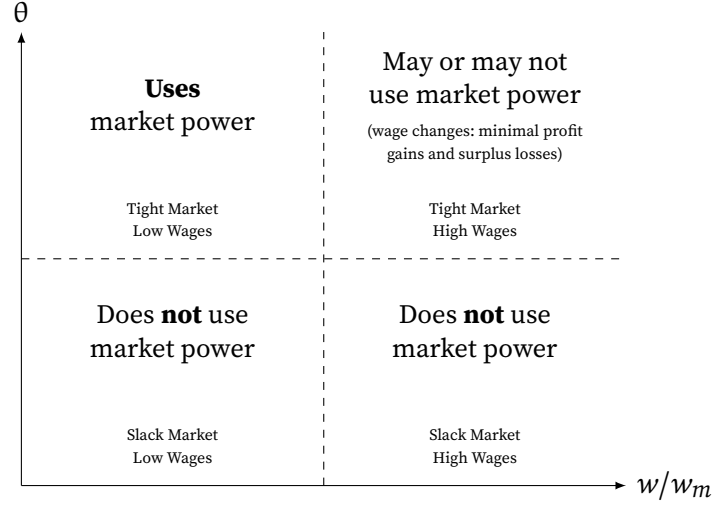 θ
Uses
market power
Tight Market
Low Wages
May or may not
use market power
(wage changes: minimal profit
gains and surplus losses)
Tight Market
High Wages
Does not use
market power
Slack Market
Low Wages
Does not use
market power
Slack Market
High Wages
w/wₘ